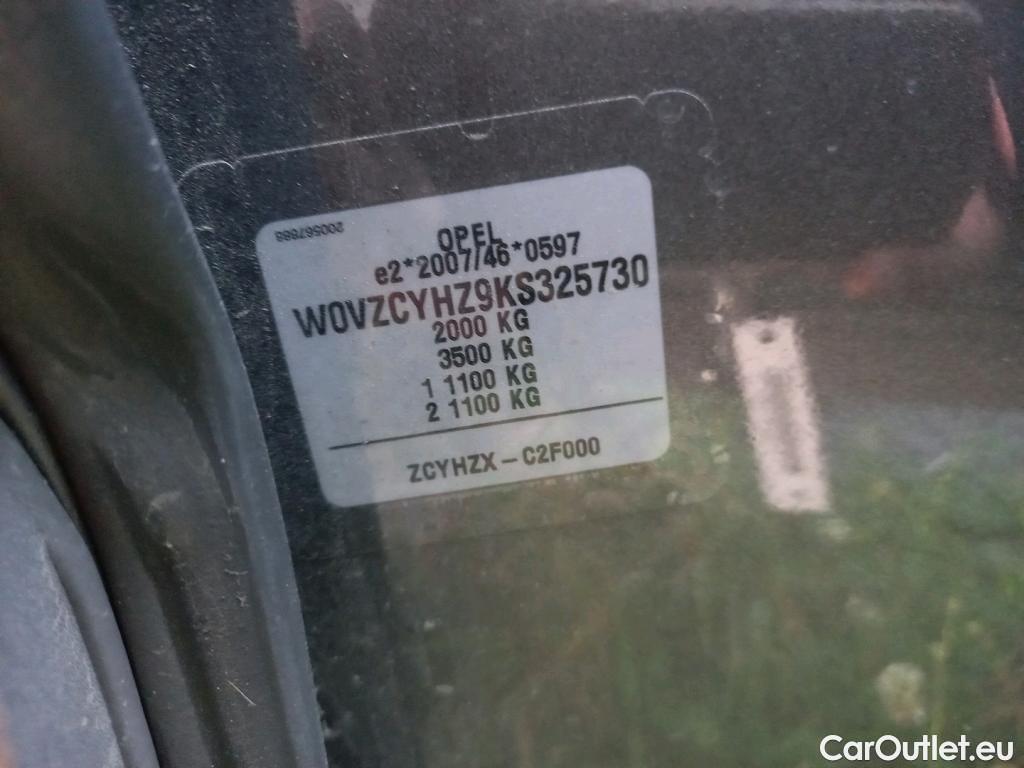 200567888
OPEL
e2*2007/46*0597
W0VZCYHZ9KS325730
2000 KG
3500 KG
1 1100 KG
2 1100 KG
ZCYHZX - C2F000
CarOutlet.eu